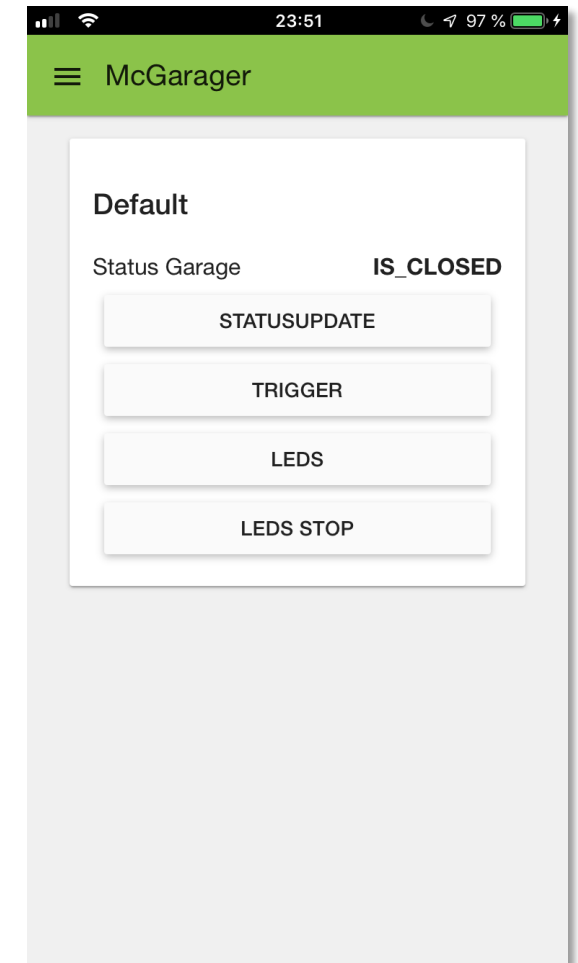 23:51 97 %
McGarager
Default
Status Garage IS_CLOSED
STATUSUPDATE
TRIGGER
LEDS
LEDS STOP